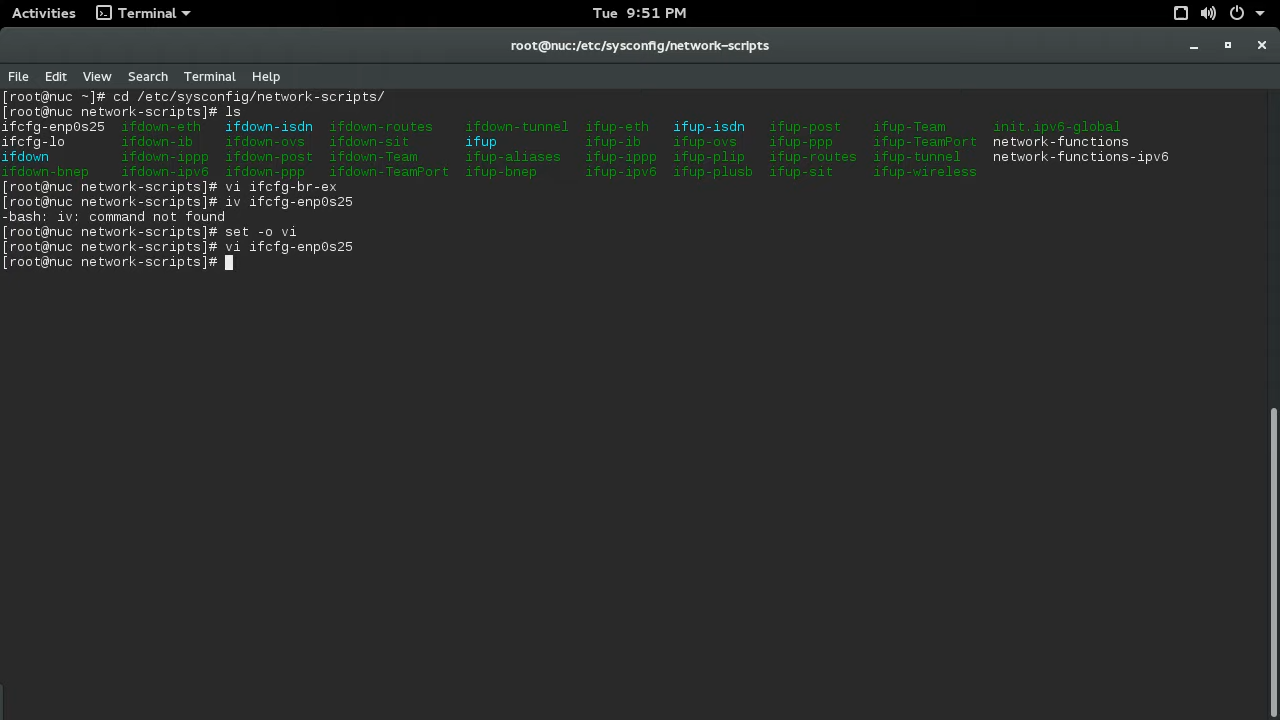 Activities Terminal Tue 9:51 PM
root@nuc:/etc/sysconfig/network-scripts
File Edit View Search Terminal Help
[root@nuc ~]# cd /etc/sysconfig/network-scripts/
[root@nuc network-scripts]# ls
ifcfg-enp0s25 ifdown-eth ifdown-isdn ifdown-routes ifdown-tunnel ifup-eth ifup-isdn ifup-post ifup-Team init.ipv6-global
ifcfg-lo ifdown-ib ifdown-ovs ifdown-sit ifup ifup-ib ifup-ovs ifup-ppp ifup-TeamPort network-functions
ifdown ifdown-ippp ifdown-post ifdown-Team ifup-aliases ifup-ippp ifup-plip ifup-routes ifup-tunnel network-functions-ipv6
ifdown-bnep ifdown-ipv6 ifdown-ppp ifdown-TeamPort ifup-bnep ifup-ipv6 ifup-plusb ifup-sit ifup-wireless
[root@nuc network-scripts]# vi ifcfg-br-ex
[root@nuc network-scripts]# iv ifcfg-enp0s25
-bash: iv: command not found
[root@nuc network-scripts]# set -o vi
[root@nuc network-scripts]# vi ifcfg-enp0s25
[root@nuc network-scripts]#